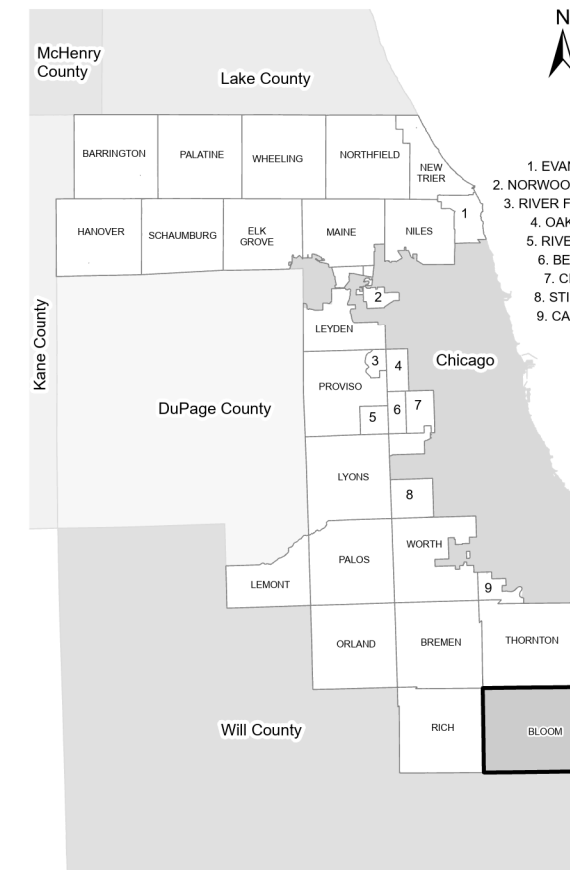 N
McHenry
County
Lake County
BARRINGTON
PALATINE
WHEELING
NORTHFIELD
NEW
TRIER
1. EVAN
2. NORWOO
3. RIVER F
4. OAK
5. RIVE
6. BE
7. CI
8. STI
9. CA
HANOVER
SCHAUMBURG
ELK
GROVE
MAINE
NILES
1
2
LEYDEN
Kane County
DuPage County
Chicago
PROVISO
3
4
5
6
7
LYONS
8
PALOS
WORTH
LEMONT
9
ORLAND
BREMEN
THORNTON
Will County
RICH
BLOOM